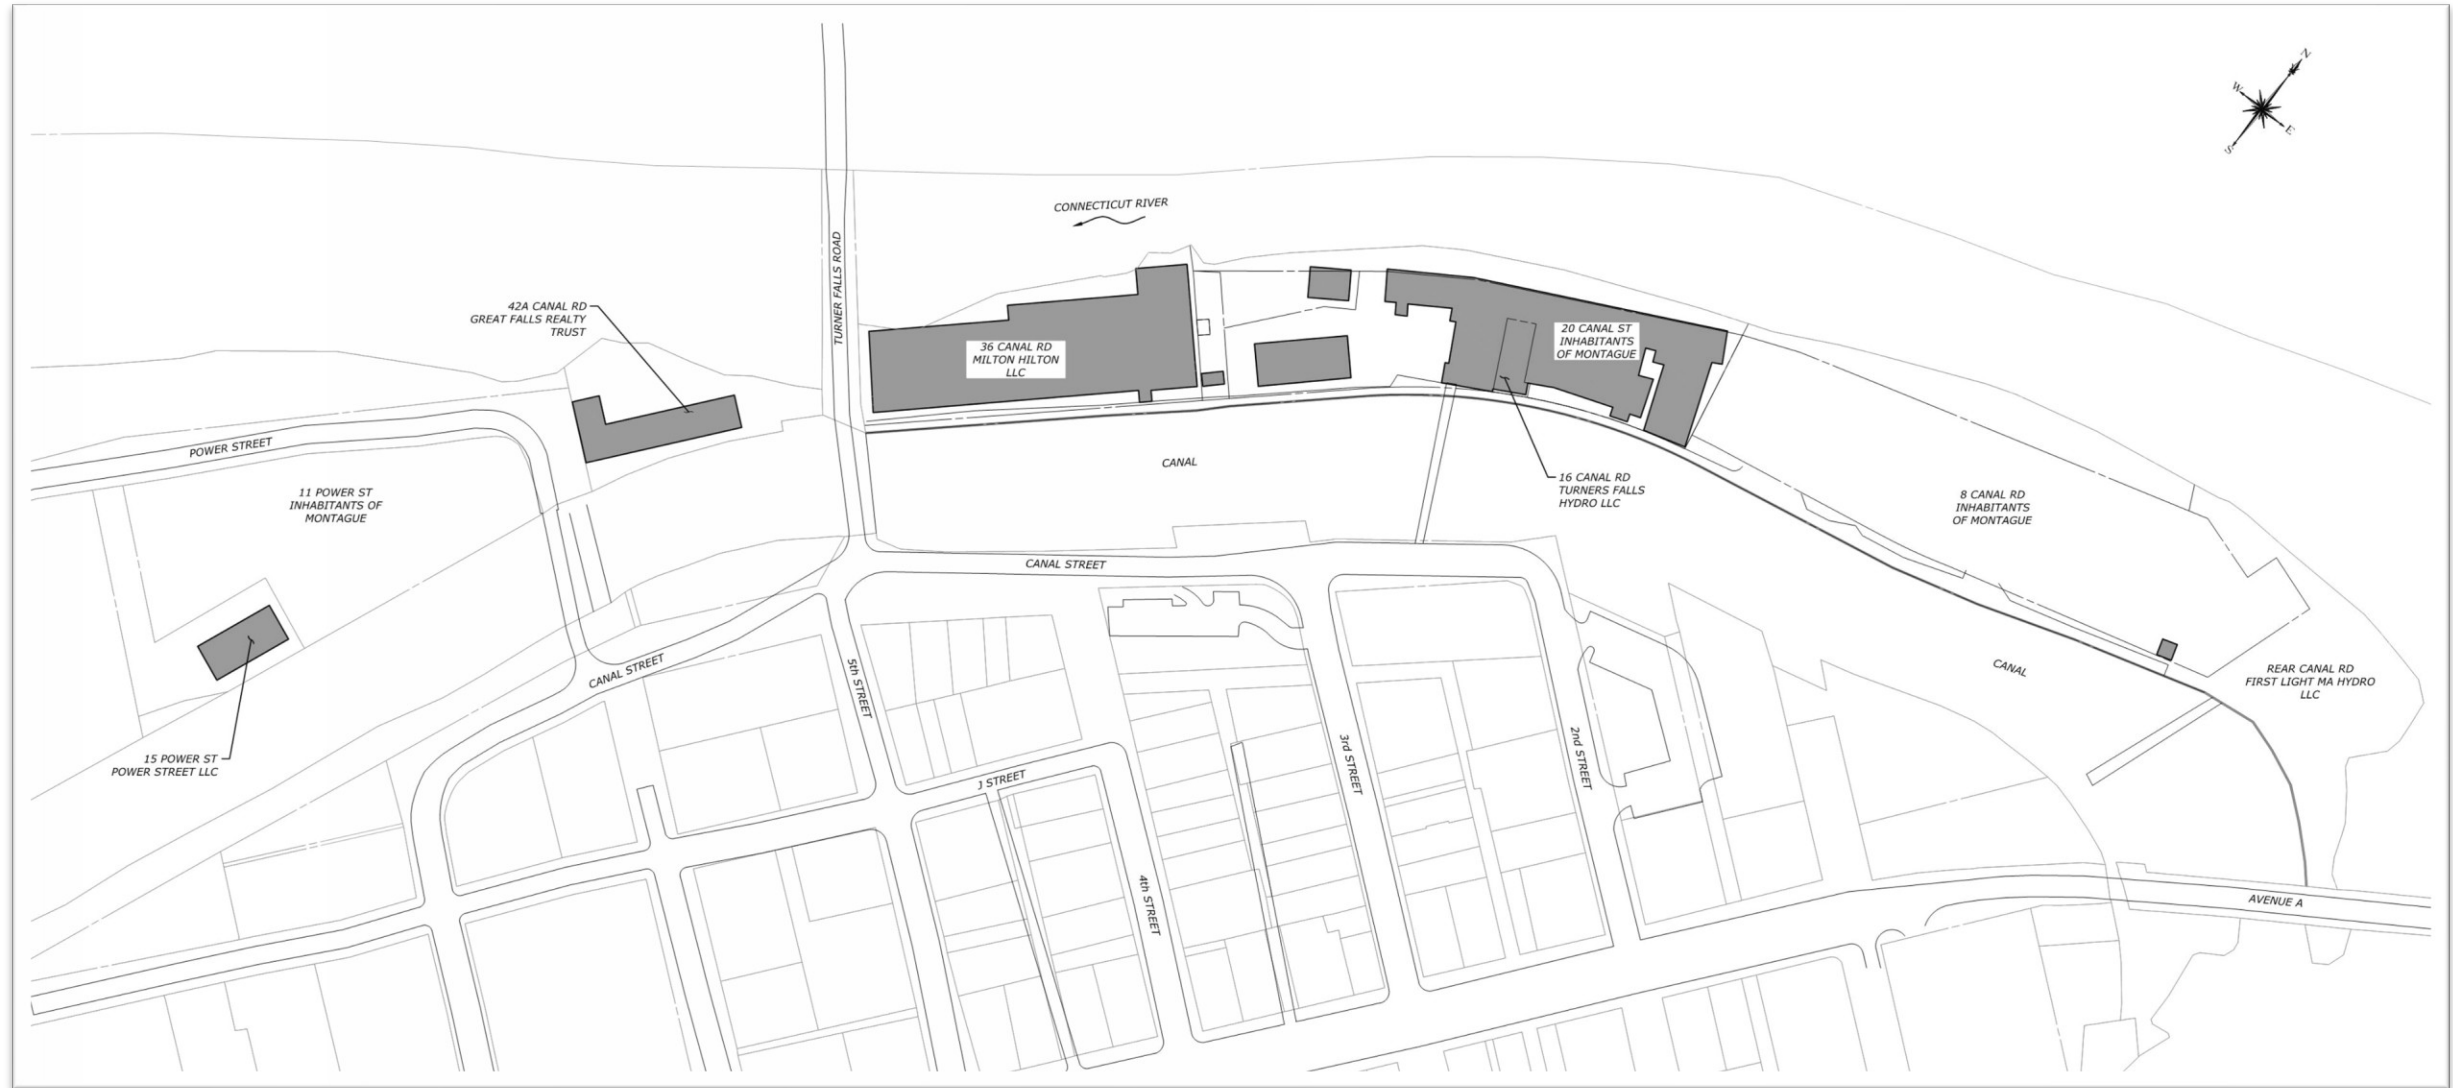 N
W
E
S
CONNECTICUT RIVER
TURNER FALLS ROAD
42A CANAL RD
GREAT FALLS REALTY
TRUST
36 CANAL RD
MILTON HILTON
LLC
20 CANAL ST
INHABITANTS
OF MONTAGUE
POWER STREET
CANAL
16 CANAL RD
TURNERS FALLS
HYDRO LLC
11 POWER ST
INHABITANTS OF
MONTAGUE
8 CANAL RD
INHABITANTS
OF MONTAGUE
CANAL STREET
CANAL STREET
CANAL
REAR CANAL RD
FIRST LIGHT MA HYDRO
LLC
5th STREET
15 POWER ST
POWER STREET LLC
J STREET
3rd STREET
2nd STREET
4th STREET
AVENUE A